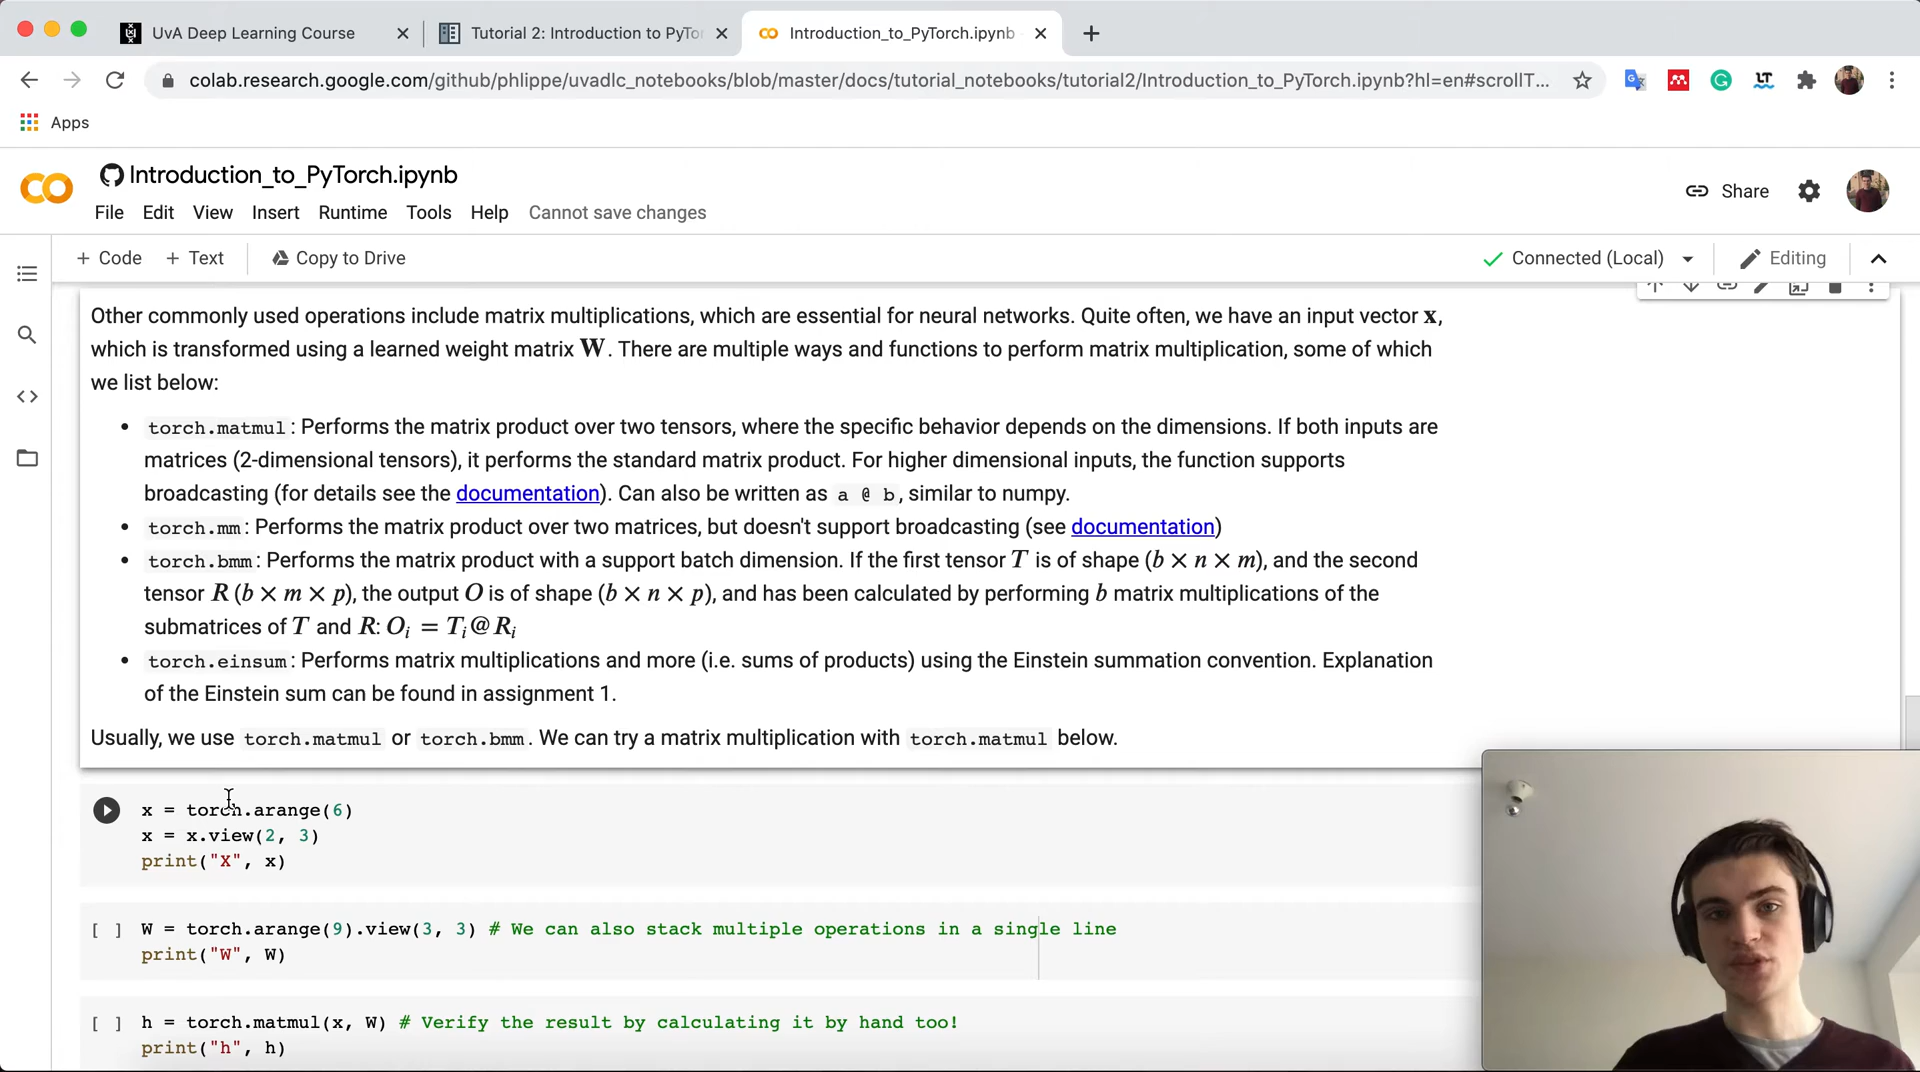 UvA Deep Learning Course
Tutorial 2: Introduction to PyTo
Introduction_to_PyTorch.ipynb
colab.research.google.com/github/phlippe/uvadlc_notebooks/blob/master/docs/tutorial_notebooks/tutorial2/Introduction_to_PyTorch.ipynb?hl=en#scrollT...
Apps
Introduction_to_PyTorch.ipynb
Share
File Edit View Insert Runtime Tools Help Cannot save changes
+ Code + Text Copy to Drive Connected (Local) Editing
Other commonly used operations include matrix multiplications, which are essential for neural networks. Quite often, we have an input vector x,
which is transformed using a learned weight matrix W. There are multiple ways and functions to perform matrix multiplication, some of which
we list below:
• torch.matmul: Performs the matrix product over two tensors, where the specific behavior depends on the dimensions. If both inputs are
matrices (2-dimensional tensors), it performs the standard matrix product. For higher dimensional inputs, the function supports
broadcasting (for details see the documentation). Can also be written as a @ b, similar to numpy.
• torch.mm: Performs the matrix product over two matrices, but doesn't support broadcasting (see documentation)
• torch.bmm: Performs the matrix product with a support batch dimension. If the first tensor T is of shape (b × n × m), and the second
tensor R (b × m × p), the output O is of shape (b × n × p), and has been calculated by performing b matrix multiplications of the
submatrices of T and R: Oᵢ = Tᵢ@Rᵢ
• torch.einsum: Performs matrix multiplications and more (i.e. sums of products) using the Einstein summation convention. Explanation
of the Einstein sum can be found in assignment 1.
Usually, we use torch.matmul or torch.bmm. We can try a matrix multiplication with torch.matmul below.
x = torch.arange(6)
x = x.view(2, 3)
print("X", x)
[ ] W = torch.arange(9).view(3, 3) # We can also stack multiple operations in a single line
print("W", W)
[ ] h = torch.matmul(x, W) # Verify the result by calculating it by hand too!
print("h", h)